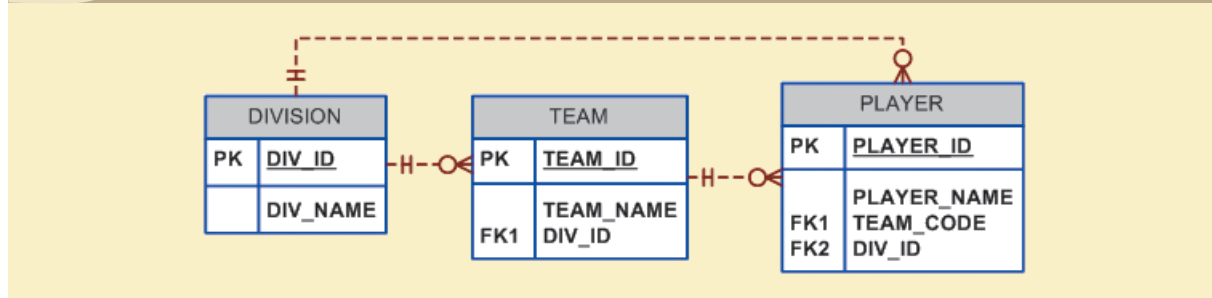 DIVISION
PK DIV_ID
DIV_NAME
TEAM
PK TEAM_ID
TEAM_NAME
FK1 DIV_ID
PLAYER
PK PLAYER_ID
PLAYER_NAME
FK1 TEAM_CODE
FK2 DIV_ID